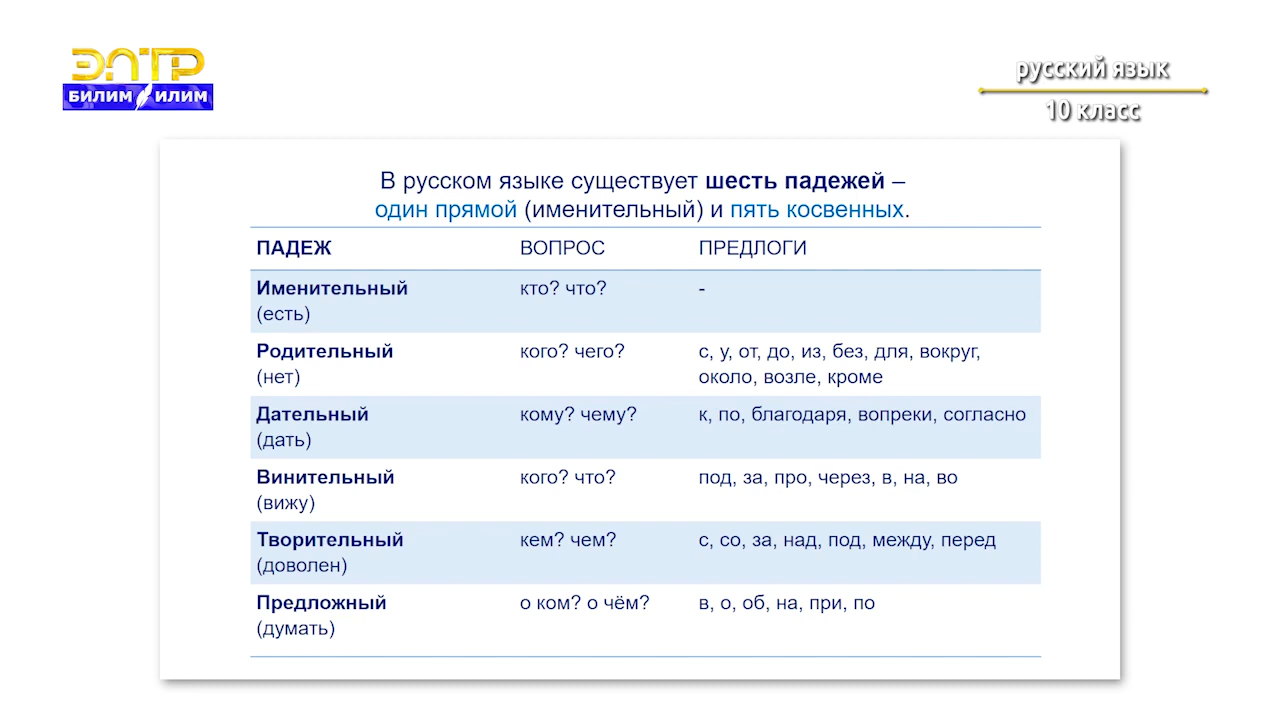 ЭЛТР
БИЛИМ ИЛИМ
русский язык
10 класс
В русском языке существует шесть падежей –
один прямой (именительный) и пять косвенных.
ПАДЕЖ ВОПРОС ПРЕДЛОГИ
Именительный кто? что? -
(есть)
Родительный кого? чего? с, у, от, до, из, без, для, вокруг,
(нет) около, возле, кроме
Дательный кому? чему? к, по, благодаря, вопреки, согласно
(дать)
Винительный кого? что? под, за, про, через, в, на, во
(вижу)
Творительный кем? чем? с, со, за, над, под, между, перед
(доволен)
Предложный о ком? о чём? в, о, об, на, при, по
(думать)